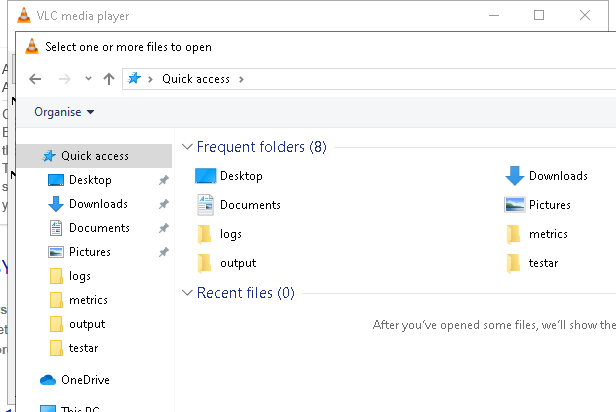 VLC media player
Select one or more files to open
Quick access
Organise
Quick access
Desktop
Downloads
Documents
Pictures
logs
metrics
output
testar
OneDrive
This PC
Frequent folders (8)
Desktop
Downloads
Documents
Pictures
logs
metrics
output
testar
Recent files (0)
After you've opened some files, we'll show the